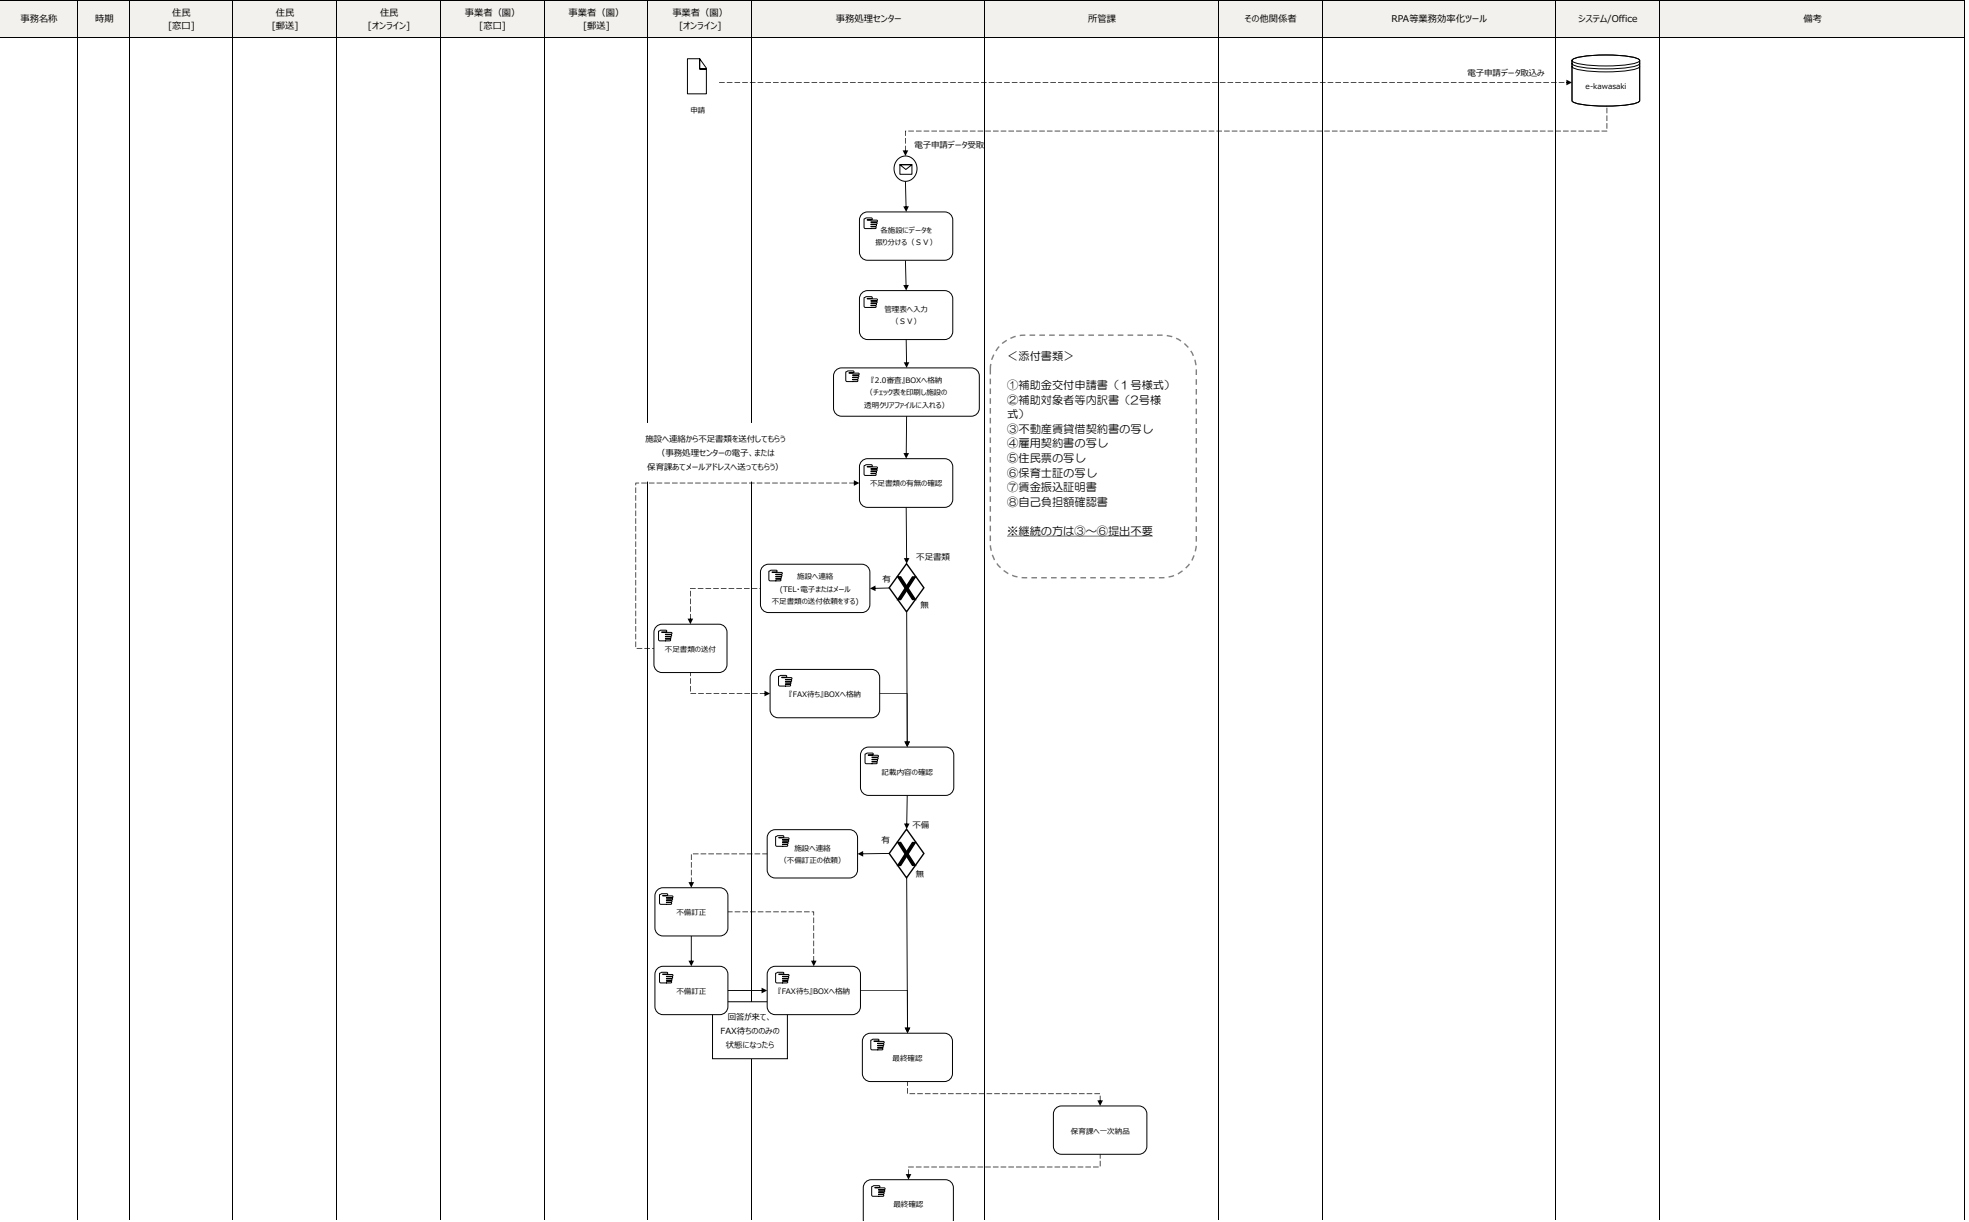 事務名称
時期
住民
[窓口]
住民
[郵送]
住民
[オンライン]
事業者（園）
[窓口]
事業者（園）
[郵送]
事業者（園）
[オンライン]
事務処理センター
所管課
その他関係者
RPA等業務効率化ツール
システム/Office
備考
申請
電子申請データ取込み
e-kawasaki
電子申請データ受取
各施設にデータを
振り分ける（ＳＶ）
管理表へ入力
（ＳＶ）
『2.0審査』BOXへ格納
（チェック表を印刷し施設の
透明クリアファイルに入れる）
＜添付書類＞
①補助金交付申請書（１号様式）
②補助対象者等内訳書（2号様
式）
③不動産賃貸借契約書の写し
④雇用契約書の写し
⑤住民票の写し
⑥保育士証の写し
⑦賃金振込証明書
⑧自己負担額確認書
※継続の方は③～⑥提出不要
施設へ連絡から不足書類を送付してもらう
（事務処理センターの電子、または
保育課あてメールアドレスへ送ってもらう）
不足書類の有無の確認
不足書類
有
無
施設へ連絡
(TEL・電子またはメール
不足書類の送付依頼をする)
不足書類の送付
『FAX待ち』BOXへ格納
記載内容の確認
不備
有
無
施設へ連絡
（不備訂正の依頼）
不備訂正
不備訂正
『FAX待ち』BOXへ格納
回答が来て、
FAX待ちののみの
状態になったら
最終確認
保育課へ一次納品
最終確認